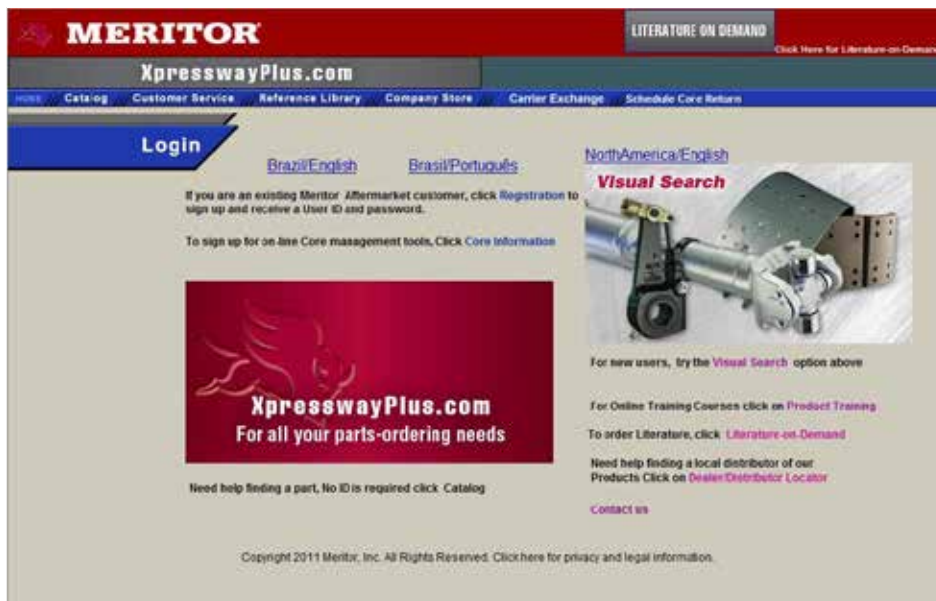 MERITOR
LITERATURE ON DEMAND
Click Here for Literature-on-Demand
XpresswayPlus.com
HOME Catalog Customer Service Reference Library Company Store Carrier Exchange Schedule Core Return
Login
Brazil/English Brasil/Português NorthAmerica/English
If you are an existing Meritor Aftermarket customer, click Registration to
sign up and receive a User ID and password.
To sign up for on-line Core management tools, Click Core Information
Visual Search
XpresswayPlus.com
For all your parts-ordering needs
Need help finding a part, No ID is required click Catalog
For new users, try the Visual Search option above
For Online Training Courses click on Product Training
To order Literature, click Literature-on-Demand
Need help finding a local distributor of our
Products Click on Dealer/Distributor Locator
Contact us
Copyright 2011 Meritor, Inc. All Rights Reserved. Click here for privacy and legal information.